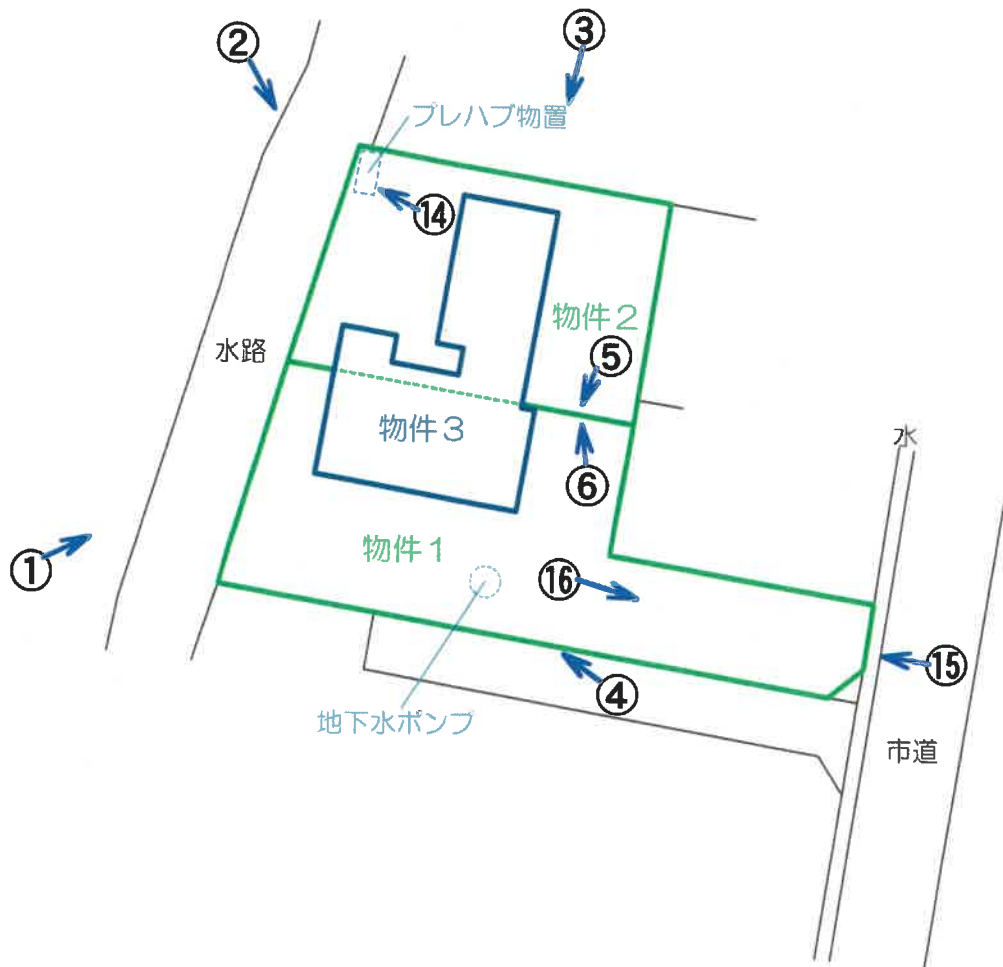 ②
③
プレハブ物置
⑭
物件2
⑤
水路
物件3
水
⑥
①
物件1
⑯
⑮
④
地下水ポンプ
市道